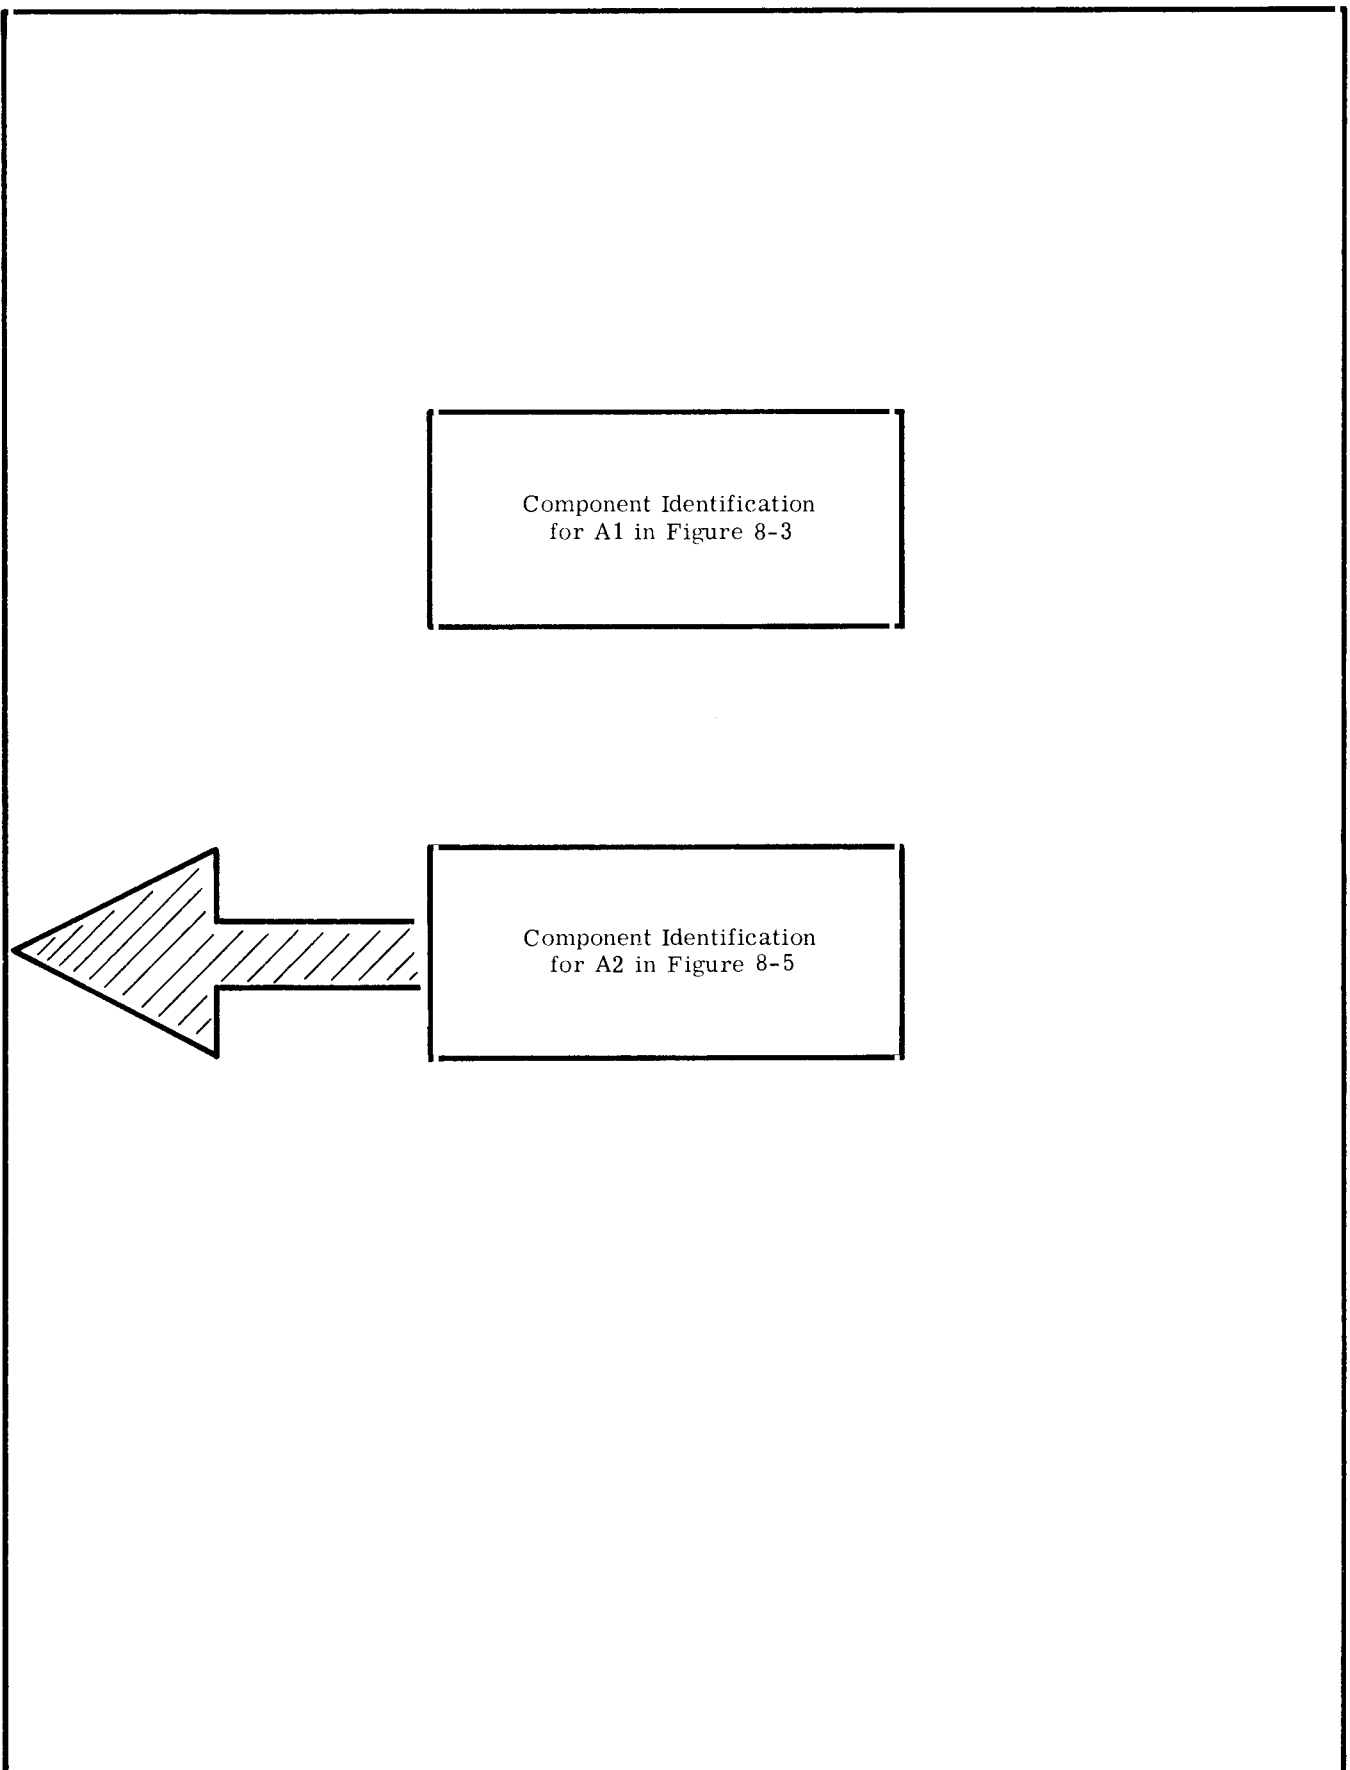 Component Identification
for A1 in Figure 8-3
Component Identification
for A2 in Figure 8-5